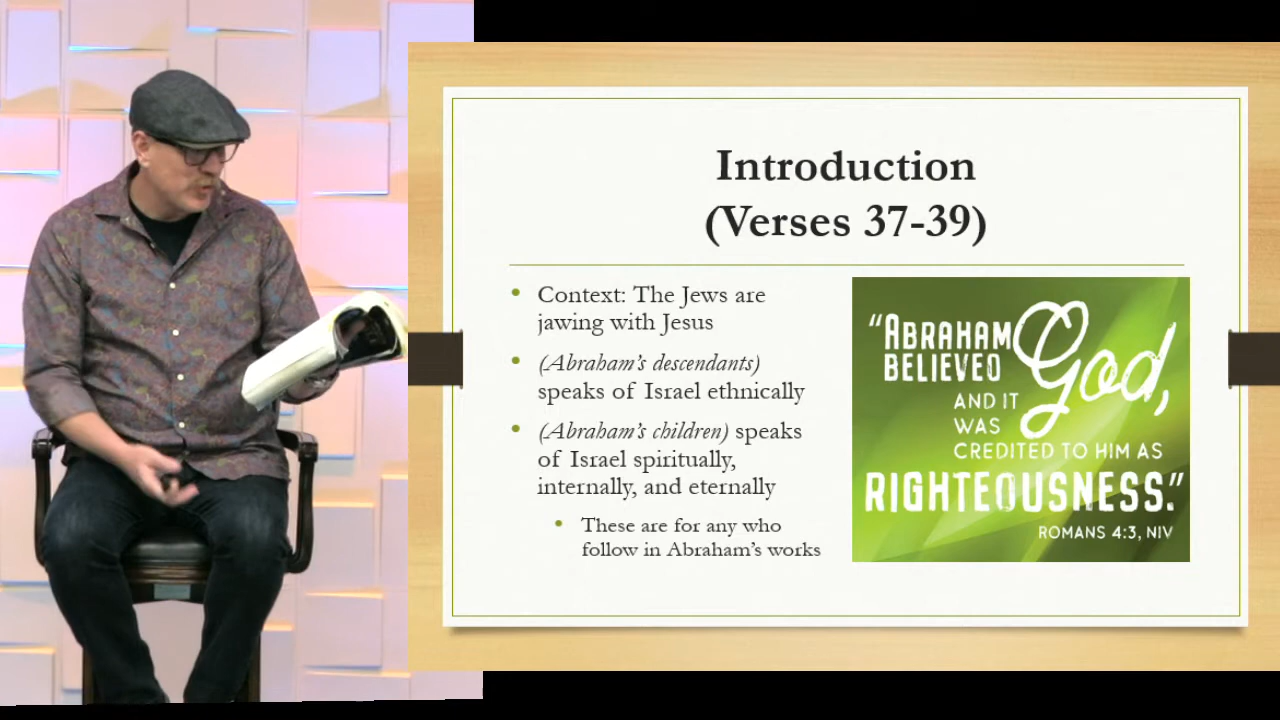 Introduction
(Verses 37-39)
• Context: The Jews are
jawing with Jesus
• (Abraham's descendants)
speaks of Israel ethnically
• (Abraham's children) speaks
of Israel spiritually,
internally, and eternally
• These are for any who
follow in Abraham's works
"ABRAHAM
BELIEVED
God,
AND IT
WAS
CREDITED TO HIM AS
RIGHTEOUSNESS."
ROMANS 4:3, NIV